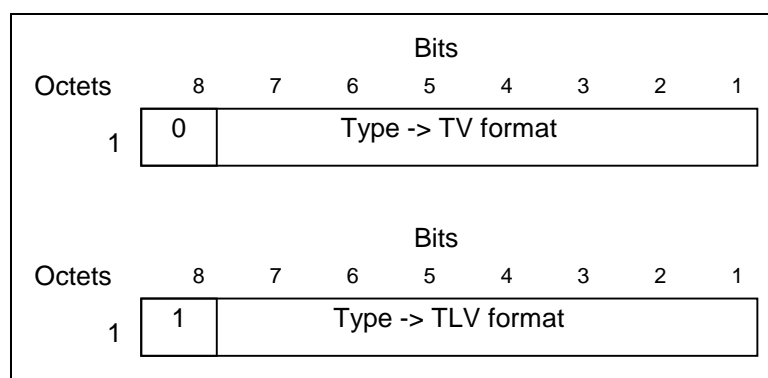 Bits
Octets 8 7 6 5 4 3 2 1
1 0 Type -> TV format
Bits
Octets 8 7 6 5 4 3 2 1
1 1 Type -> TLV format